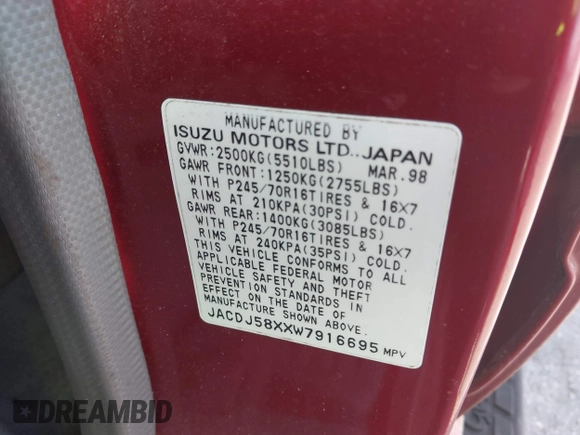 MANUFACTURED BY
ISUZU MOTORS LTD.,JAPAN
GVWR:2500KG(5510LBS) MAR.98
GAWR FRONT:1250KG(2755LBS)
WITH P245/70R16TIRES & 16X7
RIMS AT 210KPA(30PSI) COLD.
GAWR REAR:1400KG(3085LBS)
WITH P245/70R16TIRES & 16X7
RIMS AT 240KPA(35PSI) COLD.
THIS VEHICLE CONFORMS TO ALL
APPLICABLE FEDERAL MOTOR
VEHICLE SAFETY AND THEFT
PREVENTION STANDARDS IN
EFFECT ON THE DATE OF
MANUFACTURE SHOWN ABOVE.
JACDJ58XXW7916695 MPV
DREAMBID